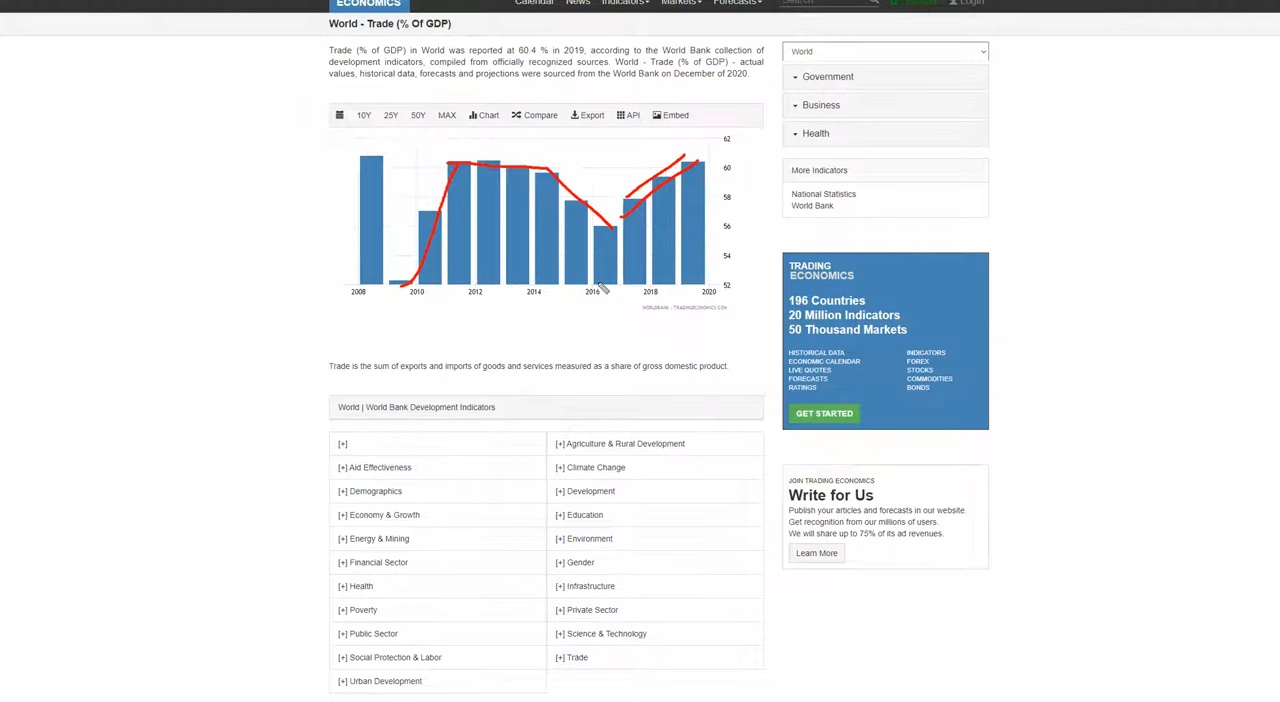 ECONOMICS
Calendar
News
Indicators
Markets
Forecasts
Search
Login
World - Trade (% Of GDP)
Trade (% of GDP) in World was reported at 60.4 % in 2019, according to the World Bank collection of
development indicators, compiled from officially recognized sources. World - Trade (% of GDP) - actual
values, historical data, forecasts and projections were sourced from the World Bank on December of 2020.
10Y 25Y 50Y MAX Chart Compare Export API Embed
62
60
58
56
54
52
2008 2010 2012 2014 2016 2018 2020
WORLDBANK - TRADINGECONOMICS.COM
Trade is the sum of exports and imports of goods and services measured as a share of gross domestic product.
World | World Bank Development Indicators
[+]
[+] Agriculture & Rural Development
[+] Aid Effectiveness
[+] Climate Change
[+] Demographics
[+] Development
[+] Economy & Growth
[+] Education
[+] Energy & Mining
[+] Environment
[+] Financial Sector
[+] Gender
[+] Health
[+] Infrastructure
[+] Poverty
[+] Private Sector
[+] Public Sector
[+] Science & Technology
[+] Social Protection & Labor
[+] Trade
[+] Urban Development
World
Government
Business
Health
More Indicators
National Statistics
World Bank
TRADING
ECONOMICS
196 Countries
20 Million Indicators
50 Thousand Markets
HISTORICAL DATA
ECONOMIC CALENDAR
LIVE QUOTES
FORECASTS
RATINGS
INDICATORS
FOREX
STOCKS
COMMODITIES
BONDS
GET STARTED
JOIN TRADING ECONOMICS
Write for Us
Publish your articles and forecasts in our website.
Get recognition from our millions of users.
We will share up to 75% of its ad revenues.
Learn More